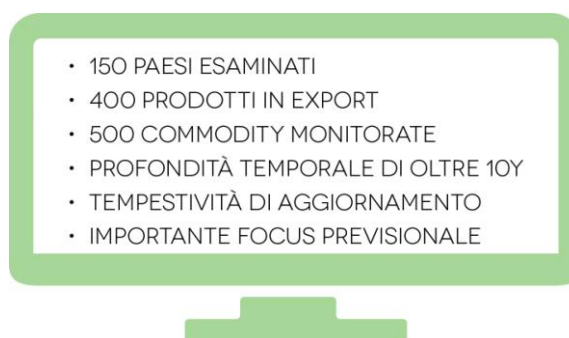 • 150 PAESI ESAMINATI
• 400 PRODOTTI IN EXPORT
• 500 COMMODITY MONITORATE
• PROFONDITÀ TEMPORALE DI OLTRE 10Y
• TEMPESTIVITÀ DI AGGIORNAMENTO
• IMPORTANTE FOCUS PREVISIONALE